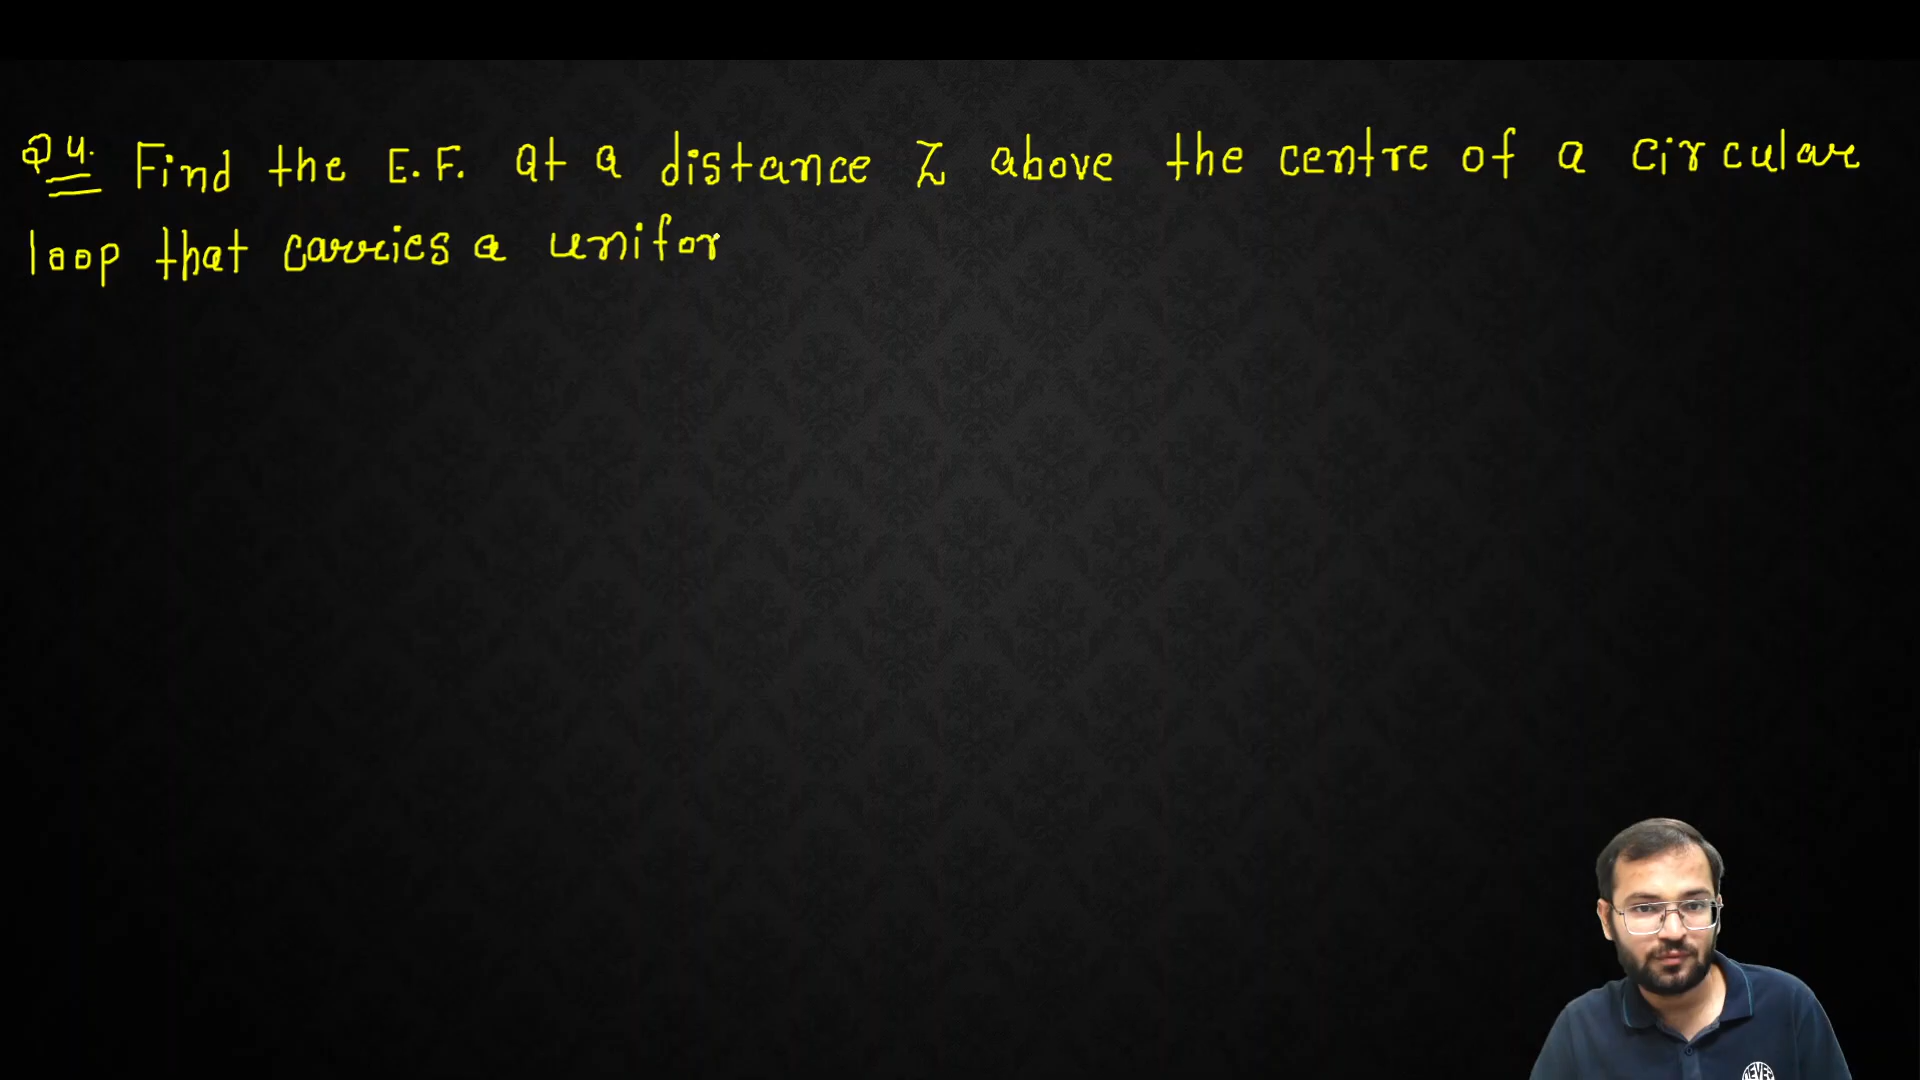 Q4. Find the E.F. at a distance Z above the centre of a circular
loop that carries a unifor